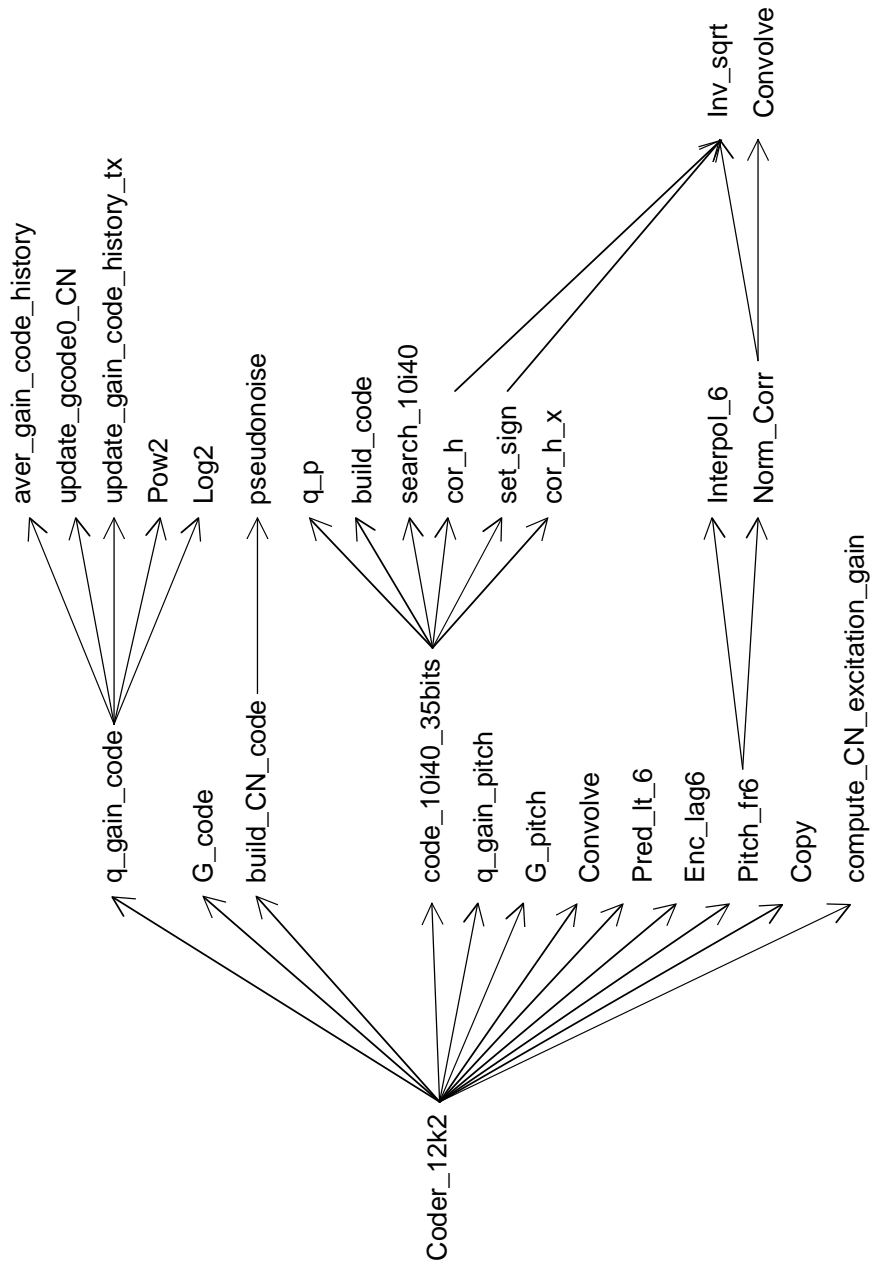 Coder_12k2
q_gain_code
G_code
build_CN_code
code_10i40_35bits
q_gain_pitch
G_pitch
Convolve
Pred_lt_6
Enc_lag6
Pitch_fr6
Copy
compute_CN_excitation_gain
aver_gain_code_history
update_gcode0_CN
update_gain_code_history_tx
Pow2
Log2
pseudonoise
q_p
build_code
search_10i40
cor_h
set_sign
cor_h_x
Interpol_6
Norm_Corr
Inv_sqrt
Convolve